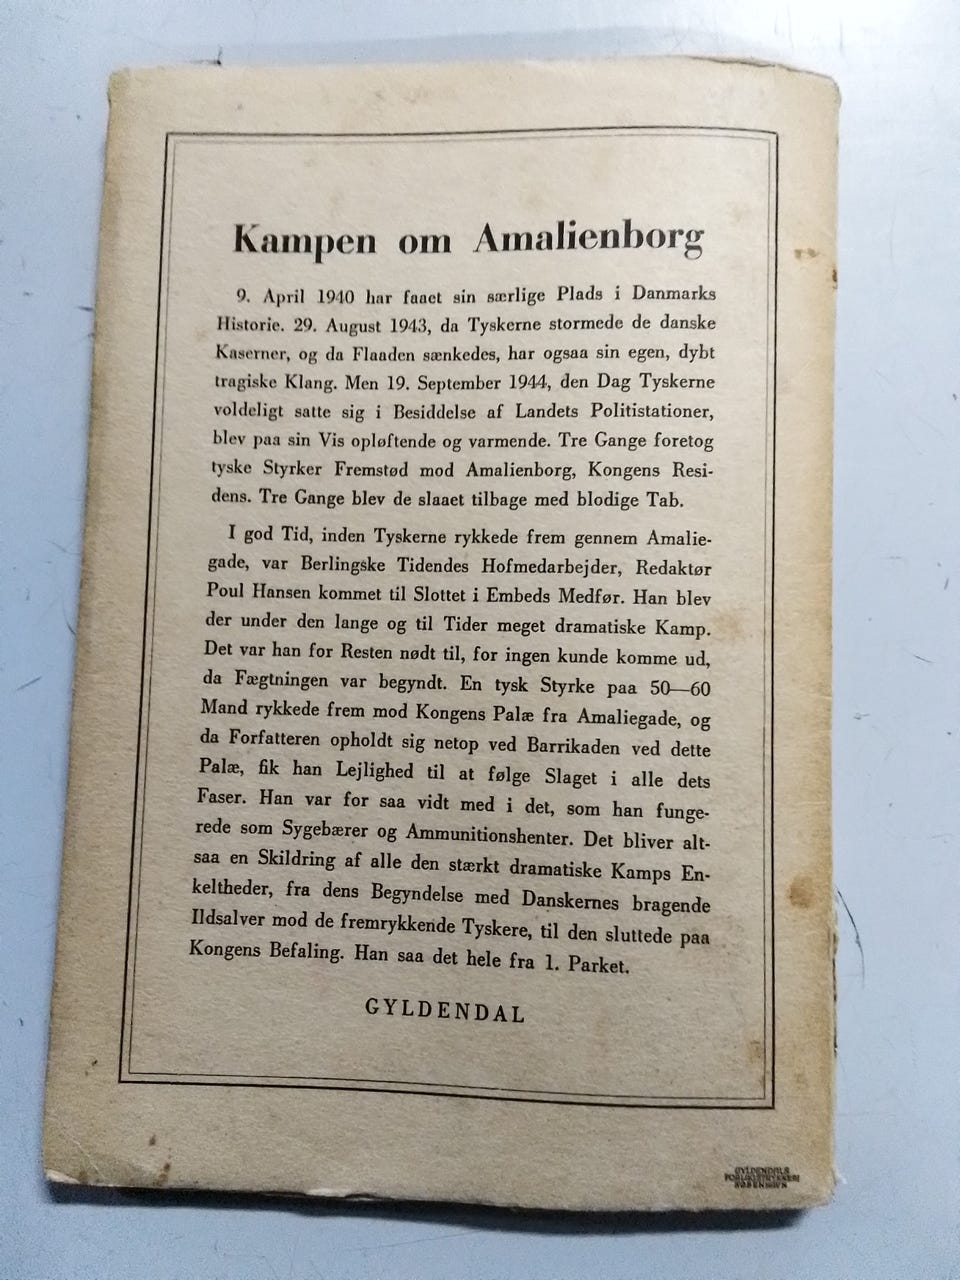 Kampen om Amalienborg
9. April 1940 har faaet sin særlige Plads i Danmarks
Historie. 29. August 1943, da Tyskerne stormede de danske
Kaserner, og da Flaaden sænkedes, har ogsaa sin egen, dybt
tragiske Klang. Men 19. September 1944, den Dag Tyskerne
voldeligt satte sig i Besiddelse af Landets Politistationer,
blev paa sin Vis opløftende og varmende. Tre Gange foretog
tyske Styrker Fremstød mod Amalienborg, Kongens Resi-
dens. Tre Gange blev de slaaet tilbage med blodige Tab.
I god Tid, inden Tyskerne rykkede frem gennem Amalie-
gade, var Berlingske Tidendes Hofmedarbejder, Redaktør
Poul Hansen kommet til Slottet i Embeds Medfør. Han blev
der under den lange og til Tider meget dramatiske Kamp.
Det var han for Resten nødt til, for ingen kunde komme ud,
da Fægtningen var begyndt. En tysk Styrke paa 50—60
Mand rykkede frem mod Kongens Palæ fra Amaliegade, og
da Forfatteren opholdt sig netop ved Barrikaden ved dette
Palæ, fik han Lejlighed til at følge Slaget i alle dets
Faser. Han var for saa vidt med i det, som han funge-
rede som Sygebærer og Ammunitionshenter. Det bliver alt-
saa en Skildring af alle den stærkt dramatiske Kamps En-
keltheder, fra dens Begyndelse med Danskernes bragende
Ildsalver mod de fremrykkende Tyskere, til den sluttede paa
Kongens Befaling. Han saa det hele fra 1. Parket.
GYLDENDAL
GYLDENDALS
FORLAGSTRYKKERI
KØBENHAVN